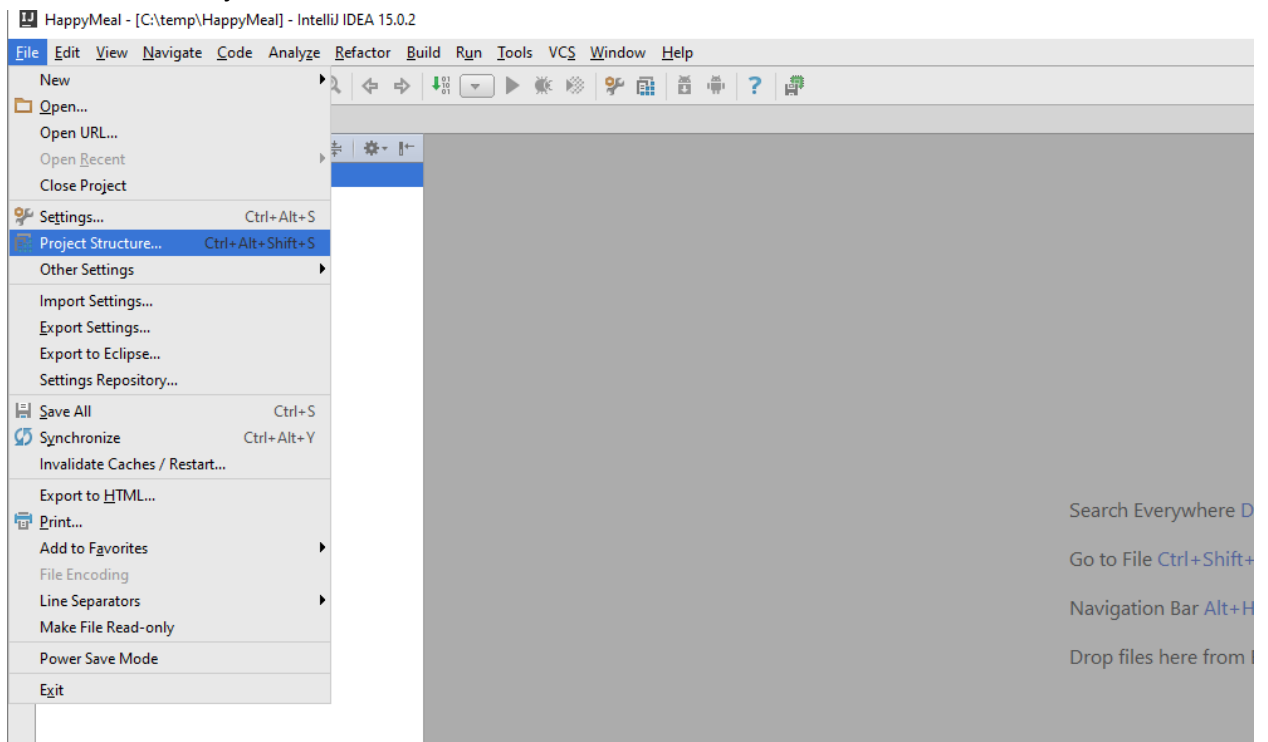 HappyMeal - [C:\temp\HappyMeal] - IntelliJ IDEA 15.0.2
File Edit View Navigate Code Analyze Refactor Build Run Tools VCS Window Help
New
Open...
Open URL...
Open Recent
Close Project
Settings... Ctrl+Alt+S
Project Structure... Ctrl+Alt+Shift+S
Other Settings
Import Settings...
Export Settings...
Export to Eclipse...
Settings Repository...
Save All Ctrl+S
Synchronize Ctrl+Alt+Y
Invalidate Caches / Restart...
Export to HTML...
Print...
Add to Favorites
File Encoding
Line Separators
Make File Read-only
Power Save Mode
Exit
Search Everywhere D
Go to File Ctrl+Shift+
Navigation Bar Alt+H
Drop files here from